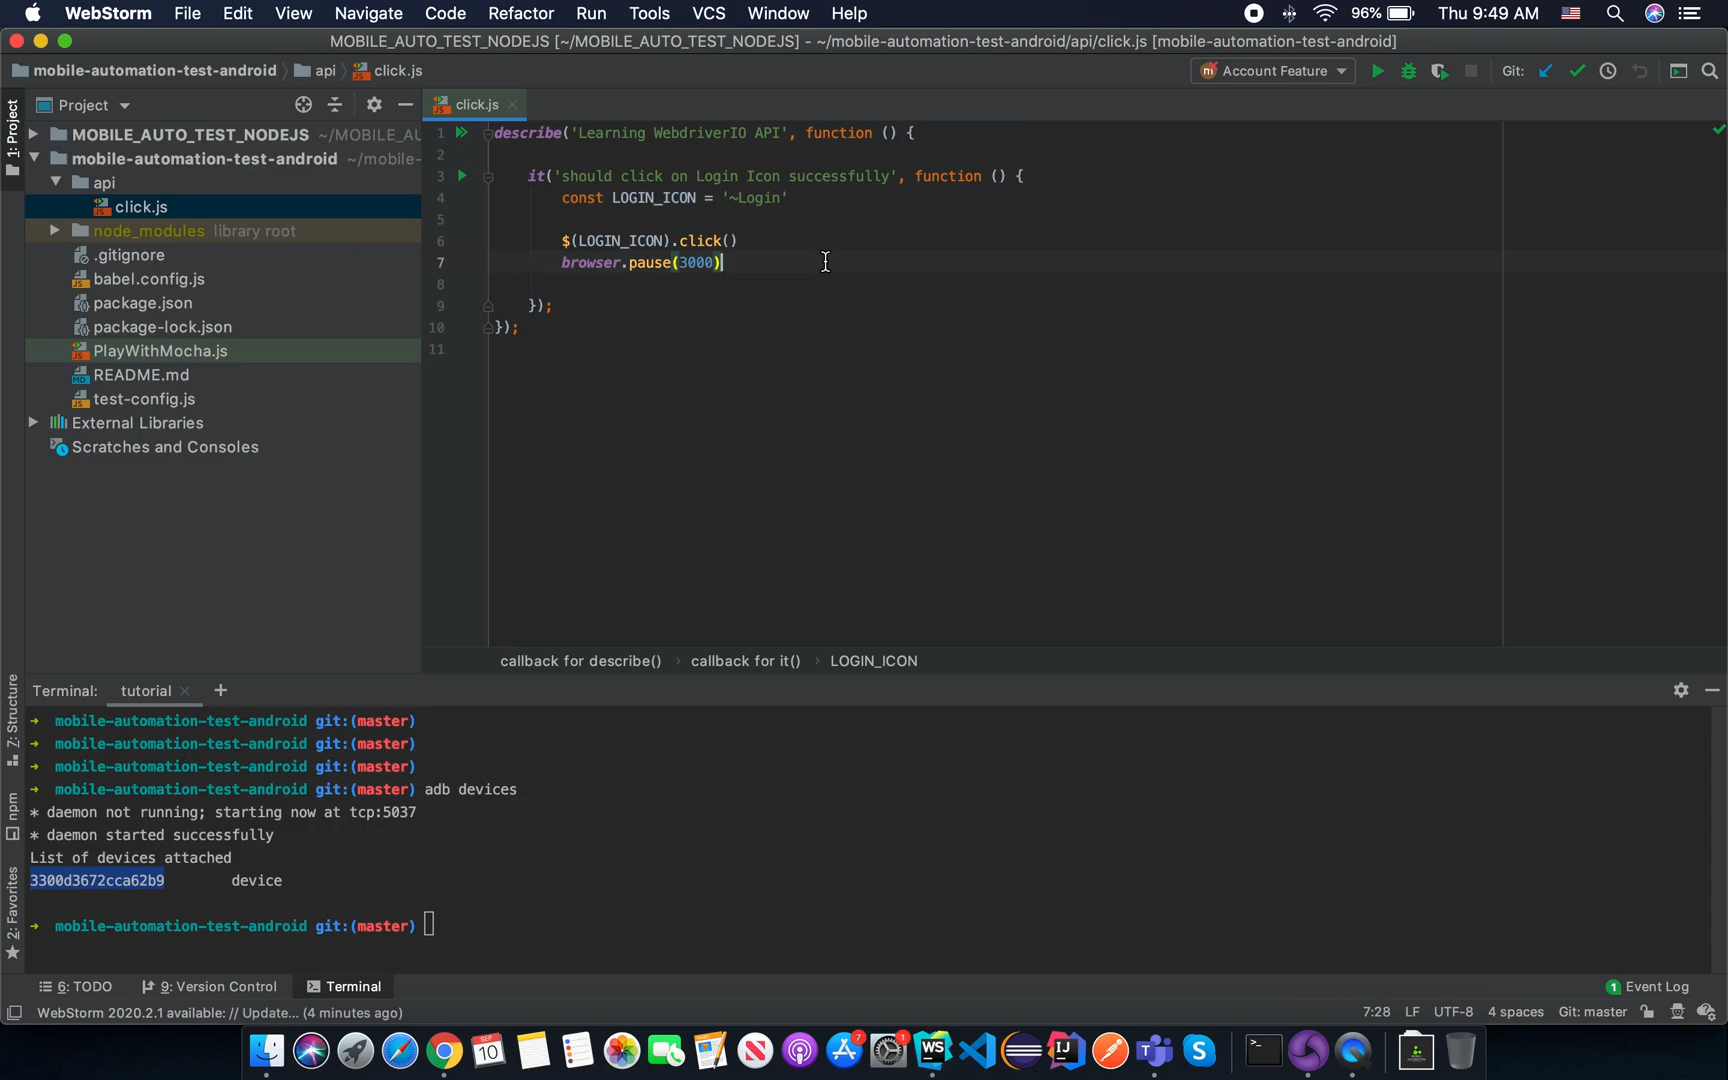 WebStorm File Edit View Navigate Code Refactor Run Tools VCS Window Help 96% Thu 9:49 AM
MOBILE_AUTO_TEST_NODEJS [~/MOBILE_AUTO_TEST_NODEJS] - ~/mobile-automation-test-android/api/click.js [mobile-automation-test-android]
mobile-automation-test-android api click.js Account Feature Git:
1: Project
Project click.js
MOBILE_AUTO_TEST_NODEJS ~/MOBILE_AU
mobile-automation-test-android ~/mobile-
api
click.js
node_modules library root
.gitignore
babel.config.js
package.json
package-lock.json
PlayWithMocha.js
README.md
test-config.js
External Libraries
Scratches and Consoles
1 describe('Learning WebdriverIO API', function () {
2
3 it('should click on Login Icon successfully', function () {
4 const LOGIN_ICON = '~Login'
5
6 $(LOGIN_ICON).click()
7 browser.pause(3000)
8
9 });
10 });
11
callback for describe() › callback for it() › LOGIN_ICON
Z: Structure
npm
2: Favorites
Terminal: tutorial
→ mobile-automation-test-android git:(master)
→ mobile-automation-test-android git:(master)
→ mobile-automation-test-android git:(master)
→ mobile-automation-test-android git:(master) adb devices
* daemon not running; starting now at tcp:5037
* daemon started successfully
List of devices attached
3300d3672cca62b9 device
→ mobile-automation-test-android git:(master)
6: TODO 9: Version Control Terminal 1 Event Log
WebStorm 2020.2.1 available: // Update... (4 minutes ago) 7:28 LF UTF-8 4 spaces Git: master
SEP 10 7 1 WS IJ